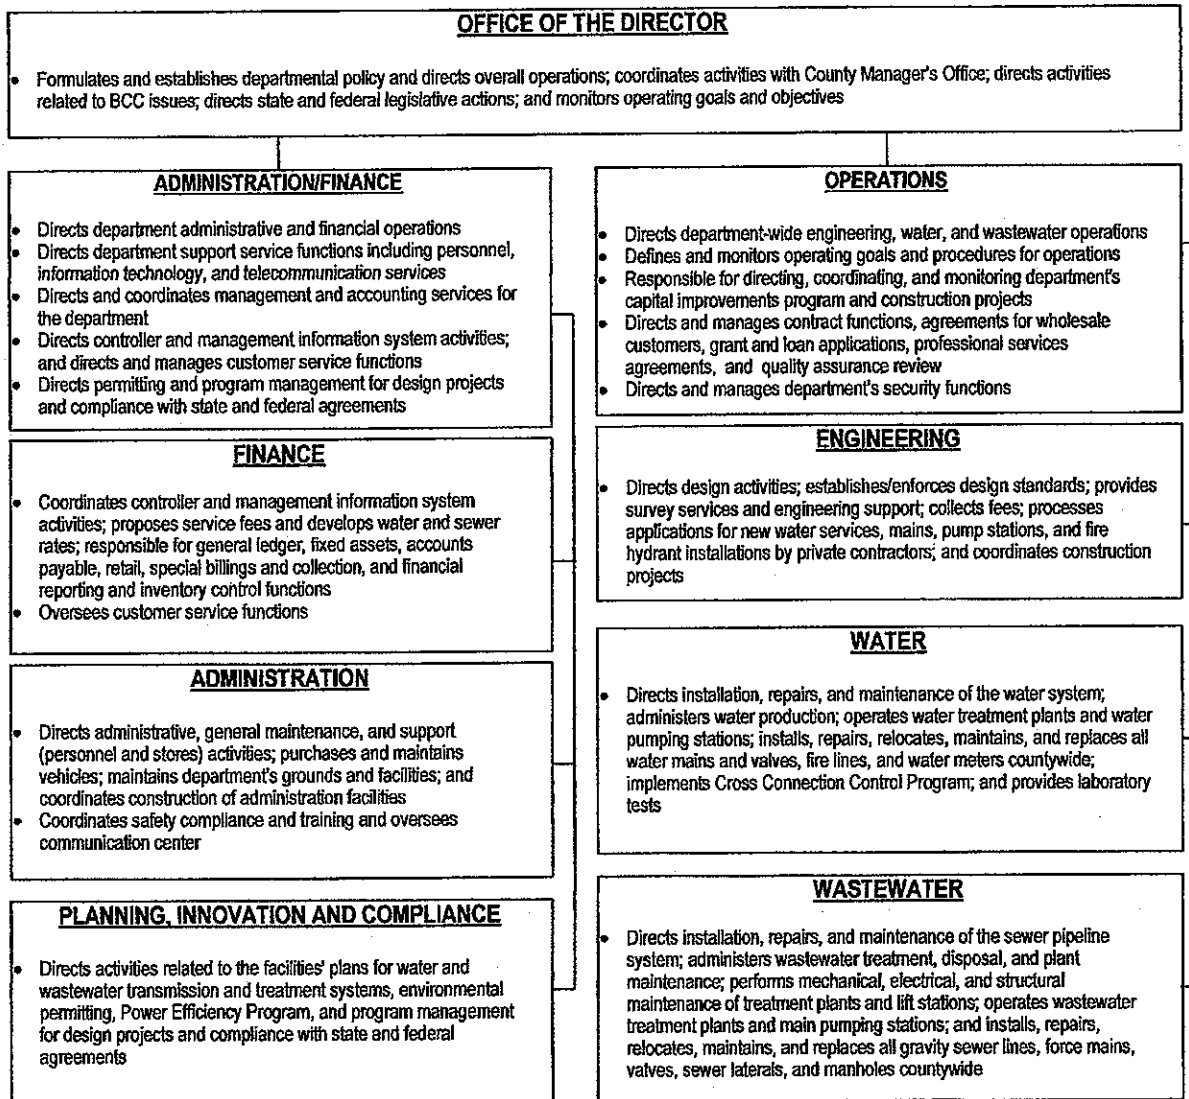 OFFICE OF THE DIRECTOR
• Formulates and establishes departmental policy and directs overall operations; coordinates activities with County Manager's Office; directs activities
related to BCC issues; directs state and federal legislative actions; and monitors operating goals and objectives
ADMINISTRATION/FINANCE
• Directs department administrative and financial operations
• Directs department support service functions including personnel,
information technology, and telecommunication services
• Directs and coordinates management and accounting services for
the department
• Directs controller and management information system activities;
and directs and manages customer service functions
• Directs permitting and program management for design projects
and compliance with state and federal agreements
FINANCE
• Coordinates controller and management information system
activities; proposes service fees and develops water and sewer
rates; responsible for general ledger, fixed assets, accounts
payable, retail, special billings and collection, and financial
reporting and inventory control functions
• Oversees customer service functions
ADMINISTRATION
• Directs administrative, general maintenance, and support
(personnel and stores) activities; purchases and maintains
vehicles; maintains department's grounds and facilities; and
coordinates construction of administration facilities
• Coordinates safety compliance and training and oversees
communication center
PLANNING, INNOVATION AND COMPLIANCE
• Directs activities related to the facilities' plans for water and
wastewater transmission and treatment systems, environmental
permitting, Power Efficiency Program, and program management
for design projects and compliance with state and federal
agreements
OPERATIONS
• Directs department-wide engineering, water, and wastewater operations
• Defines and monitors operating goals and procedures for operations
• Responsible for directing, coordinating, and monitoring department's
capital improvements program and construction projects
• Directs and manages contract functions, agreements for wholesale
customers, grant and loan applications, professional services
agreements, and quality assurance review
• Directs and manages department's security functions
ENGINEERING
• Directs design activities; establishes/enforces design standards; provides
survey services and engineering support; collects fees; processes
applications for new water services, mains, pump stations, and fire
hydrant installations by private contractors; and coordinates construction
projects
WATER
• Directs installation, repairs, and maintenance of the water system;
administers water production; operates water treatment plants and water
pumping stations; installs, repairs, relocates, maintains, and replaces all
water mains and valves, fire lines, and water meters countywide;
implements Cross Connection Control Program; and provides laboratory
tests
WASTEWATER
• Directs installation, repairs, and maintenance of the sewer pipeline
system; administers wastewater treatment, disposal, and plant
maintenance; performs mechanical, electrical, and structural
maintenance of treatment plants and lift stations; operates wastewater
treatment plants and main pumping stations; and installs, repairs,
relocates, maintains, and replaces all gravity sewer lines, force mains,
valves, sewer laterals, and manholes countywide